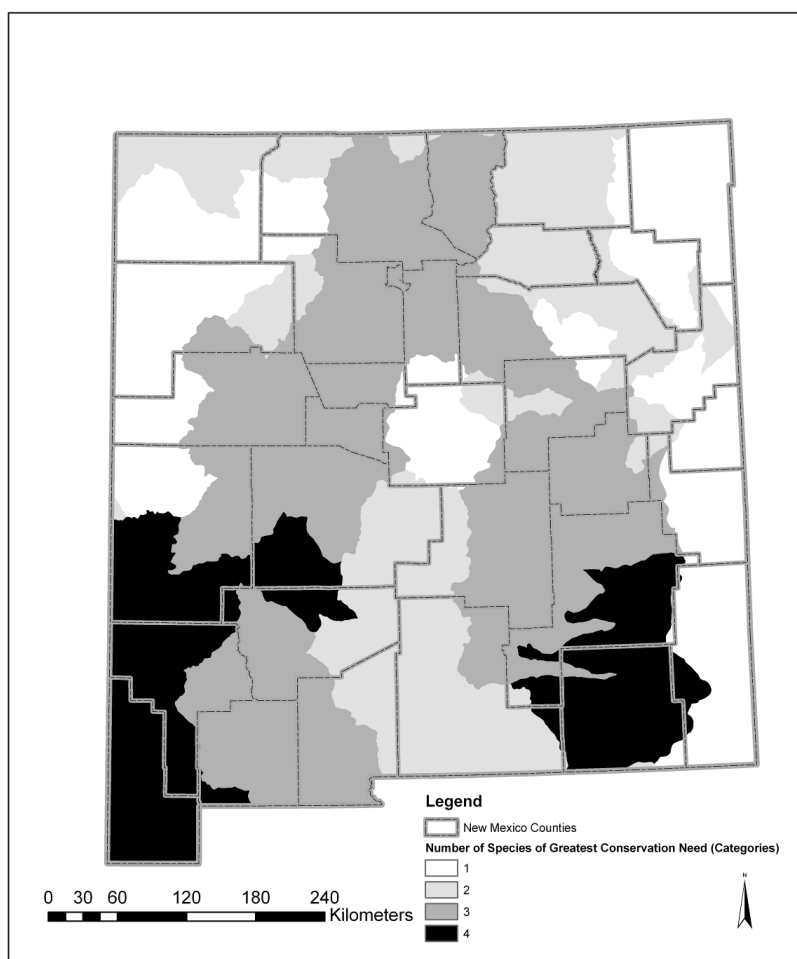 Legend
New Mexico Counties
Number of Species of Greatest Conservation Need (Categories)
1
2
3
4
N
0 30 60 120 180 240
Kilometers